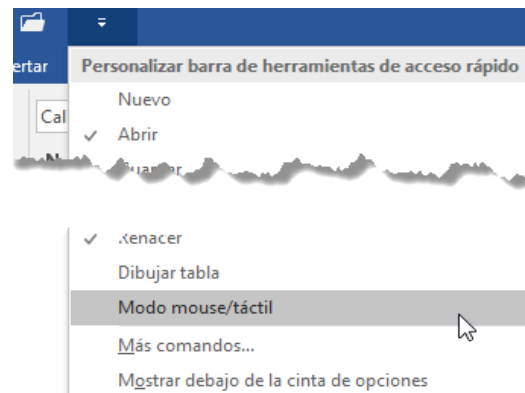 ertar
Personalizar barra de herramientas de acceso rápido
Nuevo
Cal
Abrir
Dibujar tabla
Modo mouse/táctil
Más comandos...
Mostrar debajo de la cinta de opciones